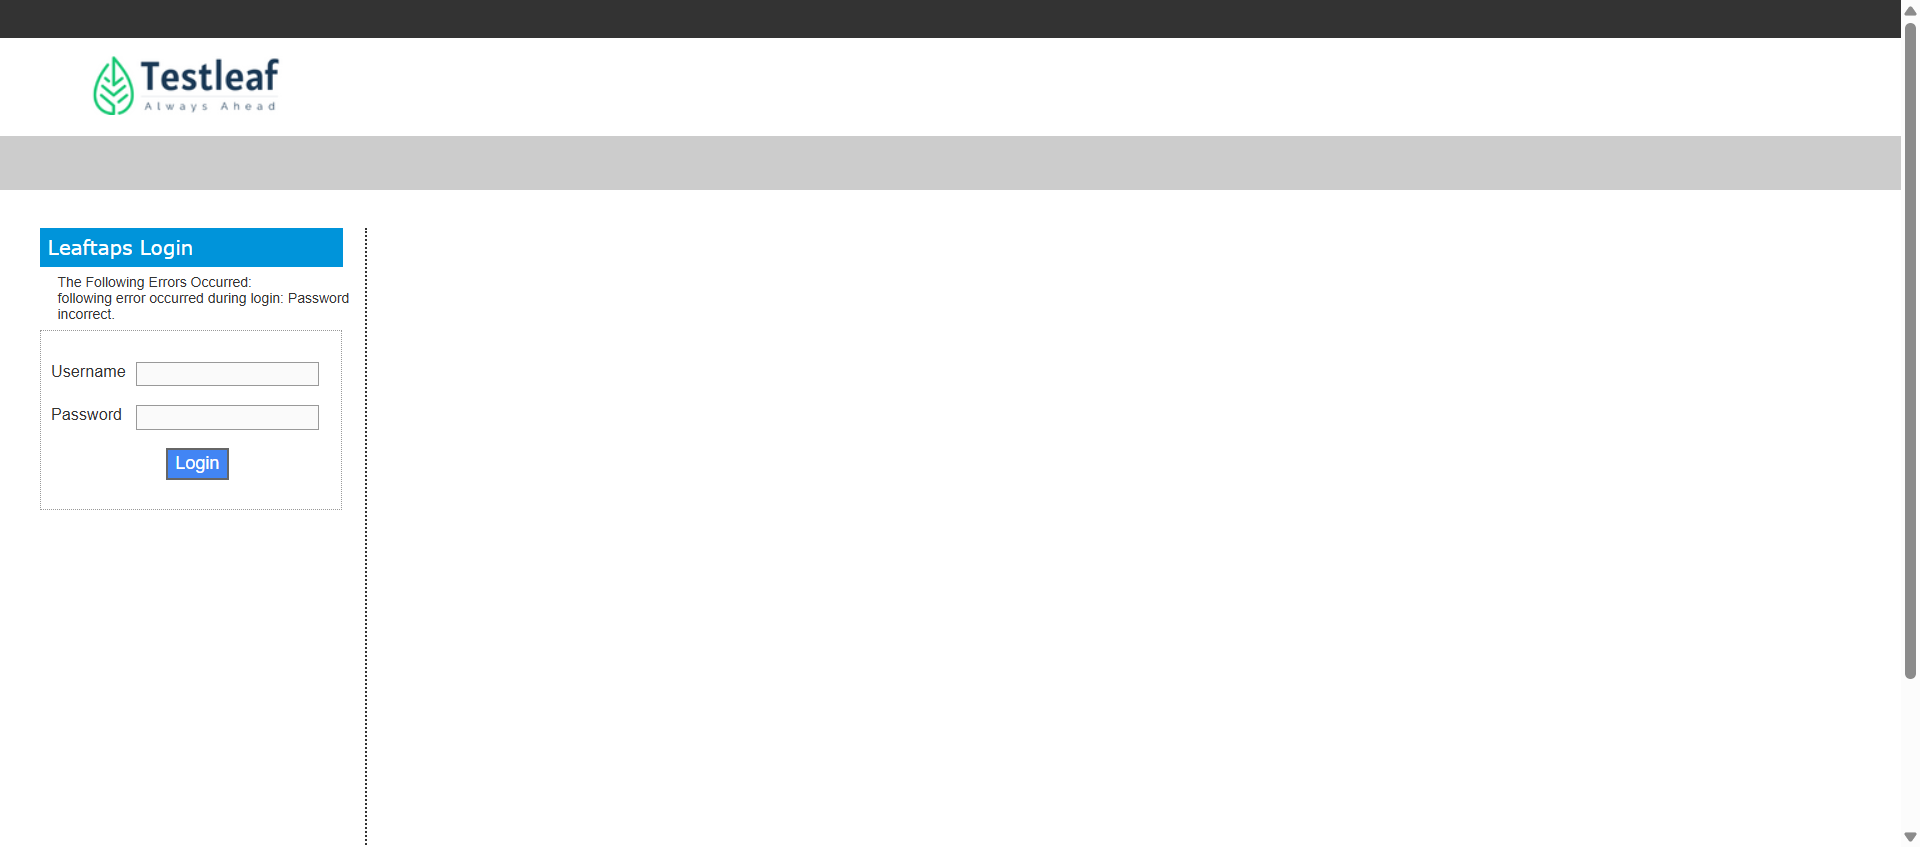 Testleaf
Always Ahead
Leaftaps Login
The Following Errors Occurred:
following error occurred during login: Password
incorrect.
Username
Password
Login